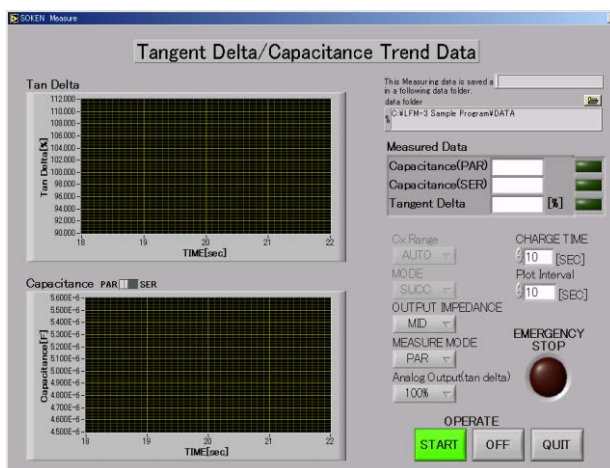 SOKEN Measure
Tangent Delta/Capacitance Trend Data
Tan Delta
112.000
110.000
108.000
106.000
104.000
102.000
100.000
98.000
96.000
94.000
92.000
90.000
Tan Delta[%]
18 19 20 21 22
TIME[sec]
Capacitance PAR SER
5.600E-6
5.500E-6
5.400E-6
5.300E-6
5.200E-6
5.100E-6
5.000E-6
4.900E-6
4.800E-6
4.700E-6
4.600E-6
4.500E-6
Capacitance[F]
18 19 20 21 22
TIME[sec]
This Measuring data is saved a
in a following data folder.
data folder
C:¥LFM-3 Sample Program¥DATA
Measured Data
Capacitance(PAR)
Capacitance(SER)
Tangent Delta [%]
Cx Range
AUTO
MODE
SUCC.
OUTPUT IMPEDANCE
MID
MEASURE MODE
PAR
Analog Output(tan delta)
100%
CHARGE TIME
10 [SEC]
Plot Interval
10 [SEC]
EMERGENCY
STOP
OPERATE
START OFF QUIT